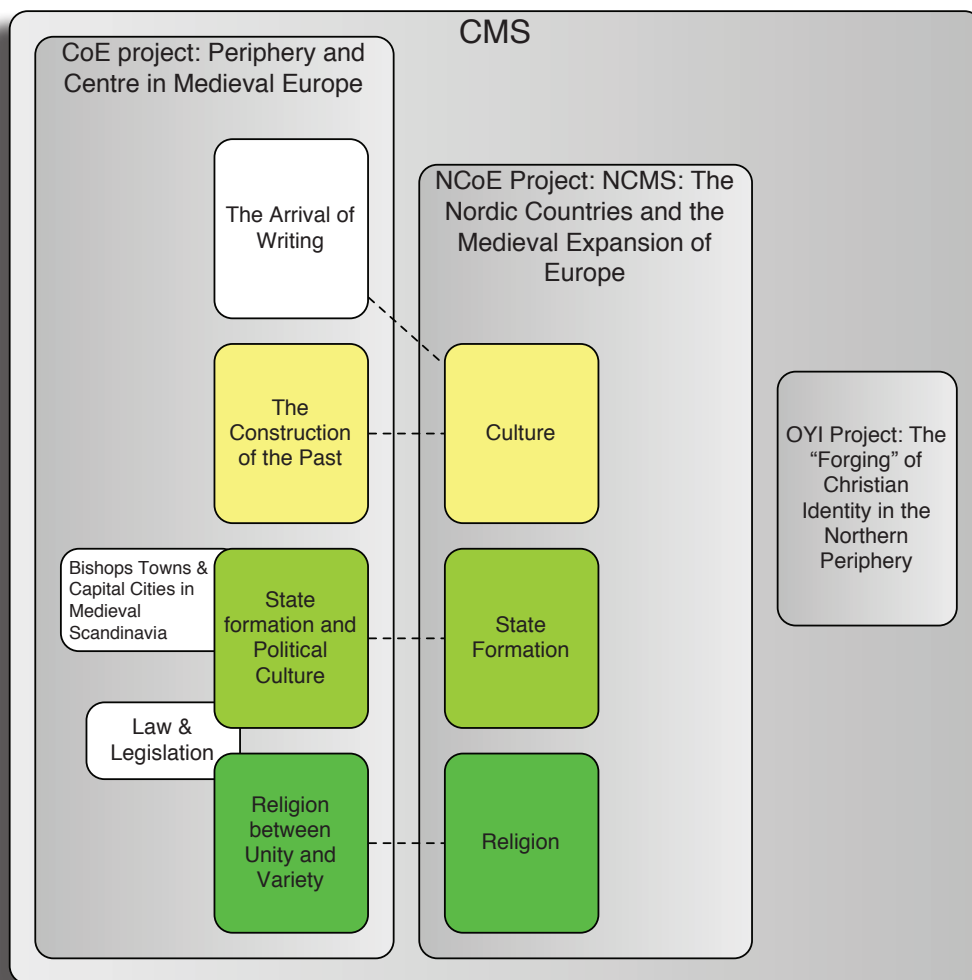 CMS
CoE project: Periphery and
Centre in Medieval Europe
The Arrival of
Writing
The
Construction
of the Past
Bishops Towns &
Capital Cities in
Medieval
Scandinavia
State
formation and
Political
Culture
Law &
Legislation
Religion
between
Unity and
Variety
NCoE Project: NCMS: The
Nordic Countries and the
Medieval Expansion of
Europe
Culture
State
Formation
Religion
OYI Project: The
“Forging” of
Christian
Identity in the
Northern
Periphery